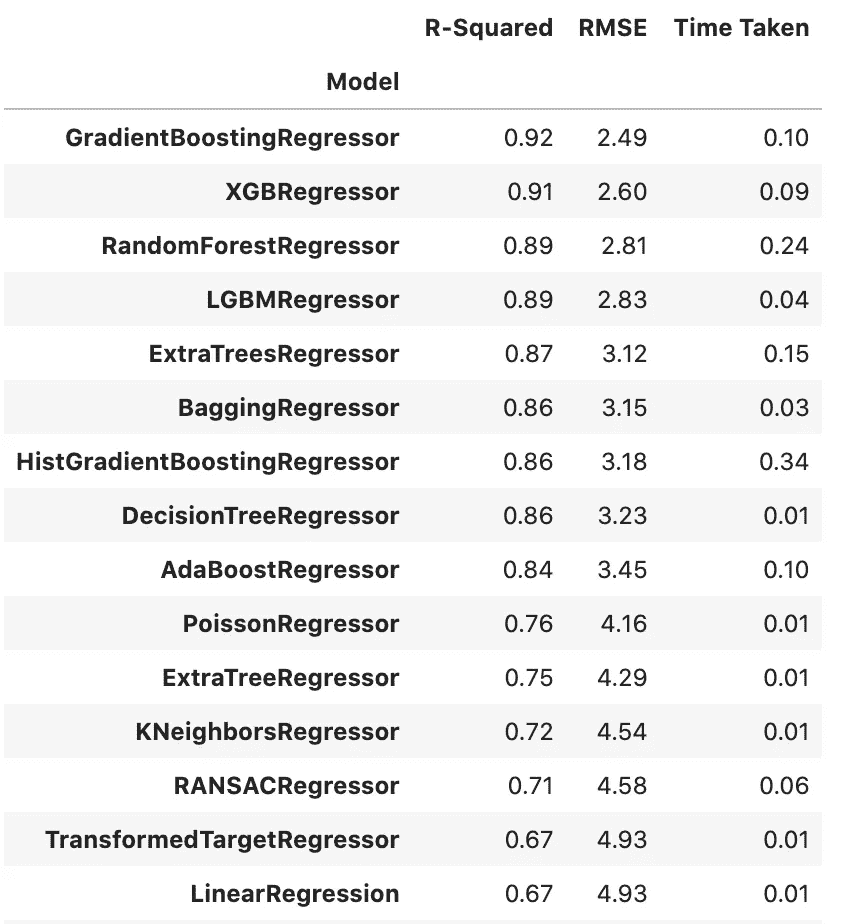 R-Squared RMSE Time Taken
Model
GradientBoostingRegressor 0.92 2.49 0.10
XGBRegressor 0.91 2.60 0.09
RandomForestRegressor 0.89 2.81 0.24
LGBMRegressor 0.89 2.83 0.04
ExtraTreesRegressor 0.87 3.12 0.15
BaggingRegressor 0.86 3.15 0.03
HistGradientBoostingRegressor 0.86 3.18 0.34
DecisionTreeRegressor 0.86 3.23 0.01
AdaBoostRegressor 0.84 3.45 0.10
PoissonRegressor 0.76 4.16 0.01
ExtraTreeRegressor 0.75 4.29 0.01
KNeighborsRegressor 0.72 4.54 0.01
RANSACRegressor 0.71 4.58 0.06
TransformedTargetRegressor 0.67 4.93 0.01
LinearRegression 0.67 4.93 0.01